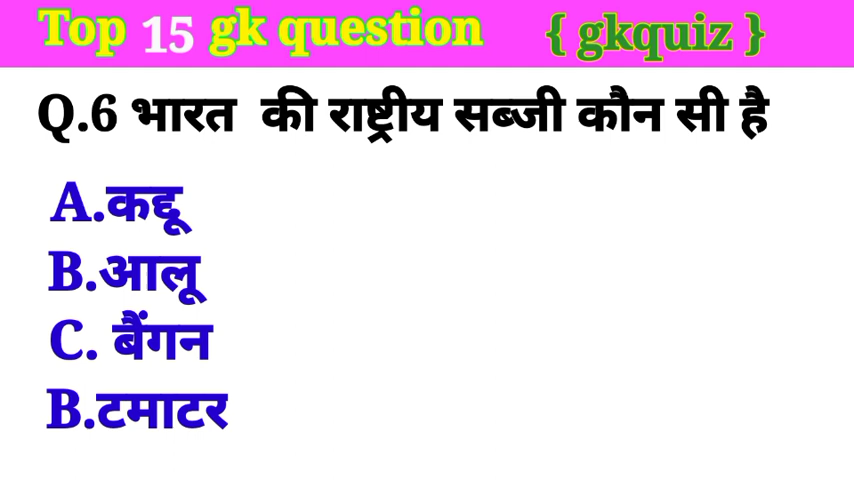 Top 15 gk question { gkquiz }
Q.6 भारत की राष्ट्रीय सब्जी कौन सी है
A.कद्दू
B.आलू
C. बैंगन
B.टमाटर